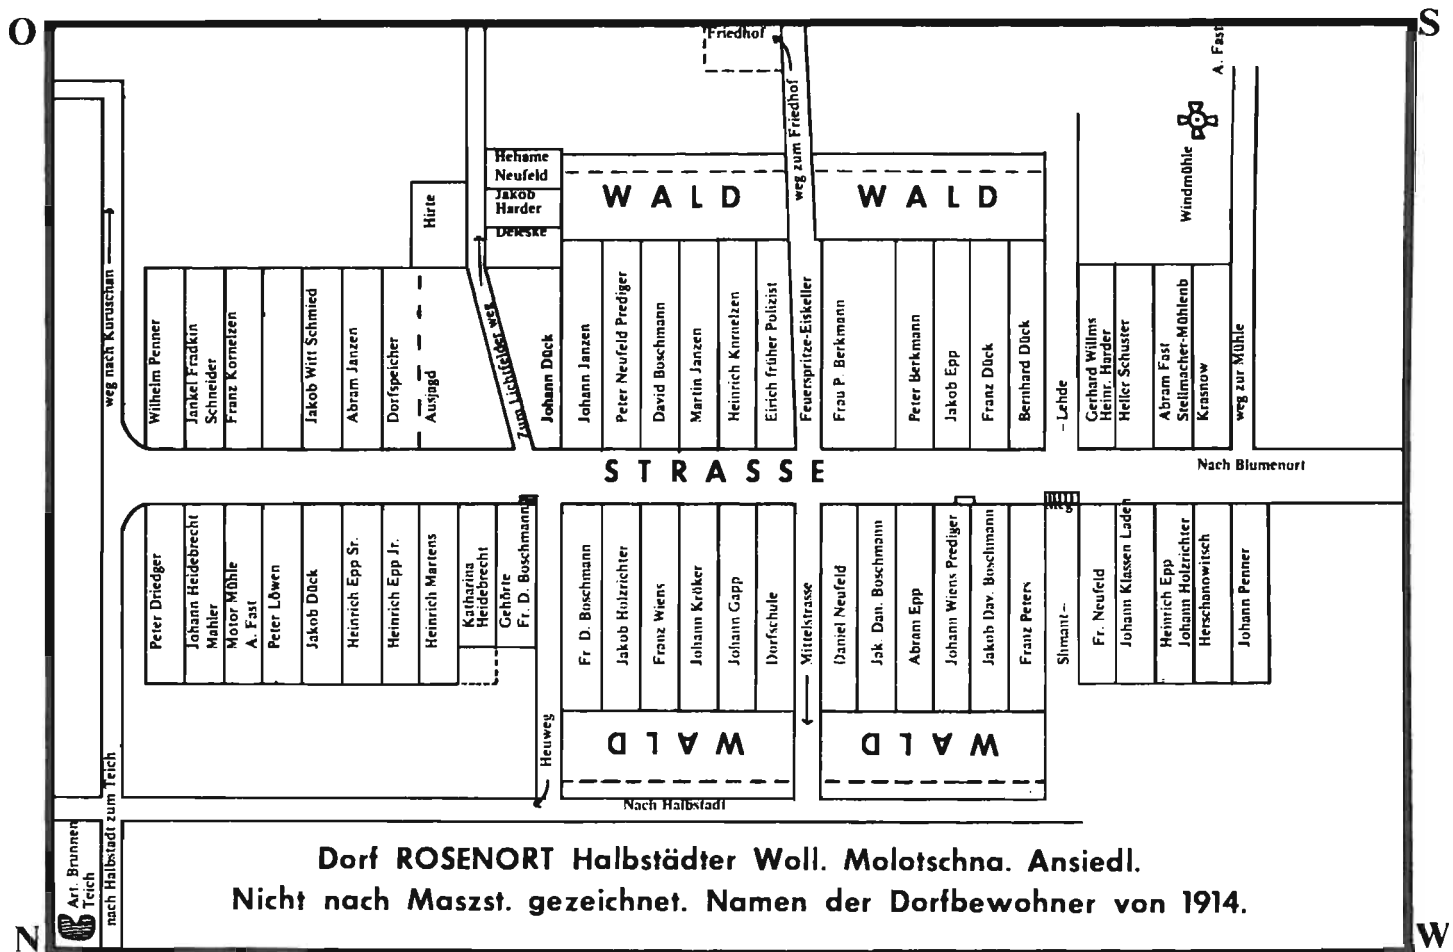 O
S
Friedhof
A. Fast
weg zum Friedhof
Windmühle
Hebame
Neufeld
Jakob
Harder
Deleske
Hirte
WALD
WALD
weg nach Kuruschan
Wilhelm Penner
Jankel Fradkin
Schneider
Franz Kornelzen
Jakob Witt Schmied
Abram Janzen
Dorfspeicher
Ausjagd
Zum Lichtfelder weg
Johann Dück
Johann Janzen
Peter Neufeld Prediger
David Boschmann
Martin Janzen
Heinrich Kornelzen
Eirich früher Polizist
Feuerspritze-Eiskeller
Frau P. Berkmann
Peter Berkmann
Jakob Epp
Franz Dück
Bernhard Dück
– Lehde
Gerhard Willms
Heinr. Harder
Heller Schuster
Abram Fast
Stellmacher-Mühlenb
Krasnow
weg zur Mühle
STRASSE
Nach Blumenort
Peter Driedger
Johann Heidebrecht
Mahler
Motor Mühle
A. Fast
Peter Löwen
Jakob Dück
Heinrich Epp Sr.
Heinrich Epp Jr.
Heinrich Martens
Katharina
Heidebrecht
Gehörte
Fr. D. Boschmann
Heuweg
Fr D. Boschmann
Jakob Holzrichter
Franz Wiens
Johann Kröker
Johann Gapp
Dorfschule
Mittelstrasse
Daniel Neufeld
Jak. Dan. Boschmann
Abram Epp
Johann Wiens Prediger
Jakob Dav. Boschmann
Franz Peters
Fr. Neufeld
Johann Klassen Laden
Heinrich Epp
Johann Holzrichter
Herschanowitsch
Johann Penner
WALD
WALD
Nach Halbstadt
nach Halbstadt zum Teich
Art. Brunnen
Teich
Dorf ROSENORT Halbstädter Woll. Molotschna. Ansiedl.
Nicht nach Maszst. gezeichnet. Namen der Dorfbewohner von 1914.
N
W